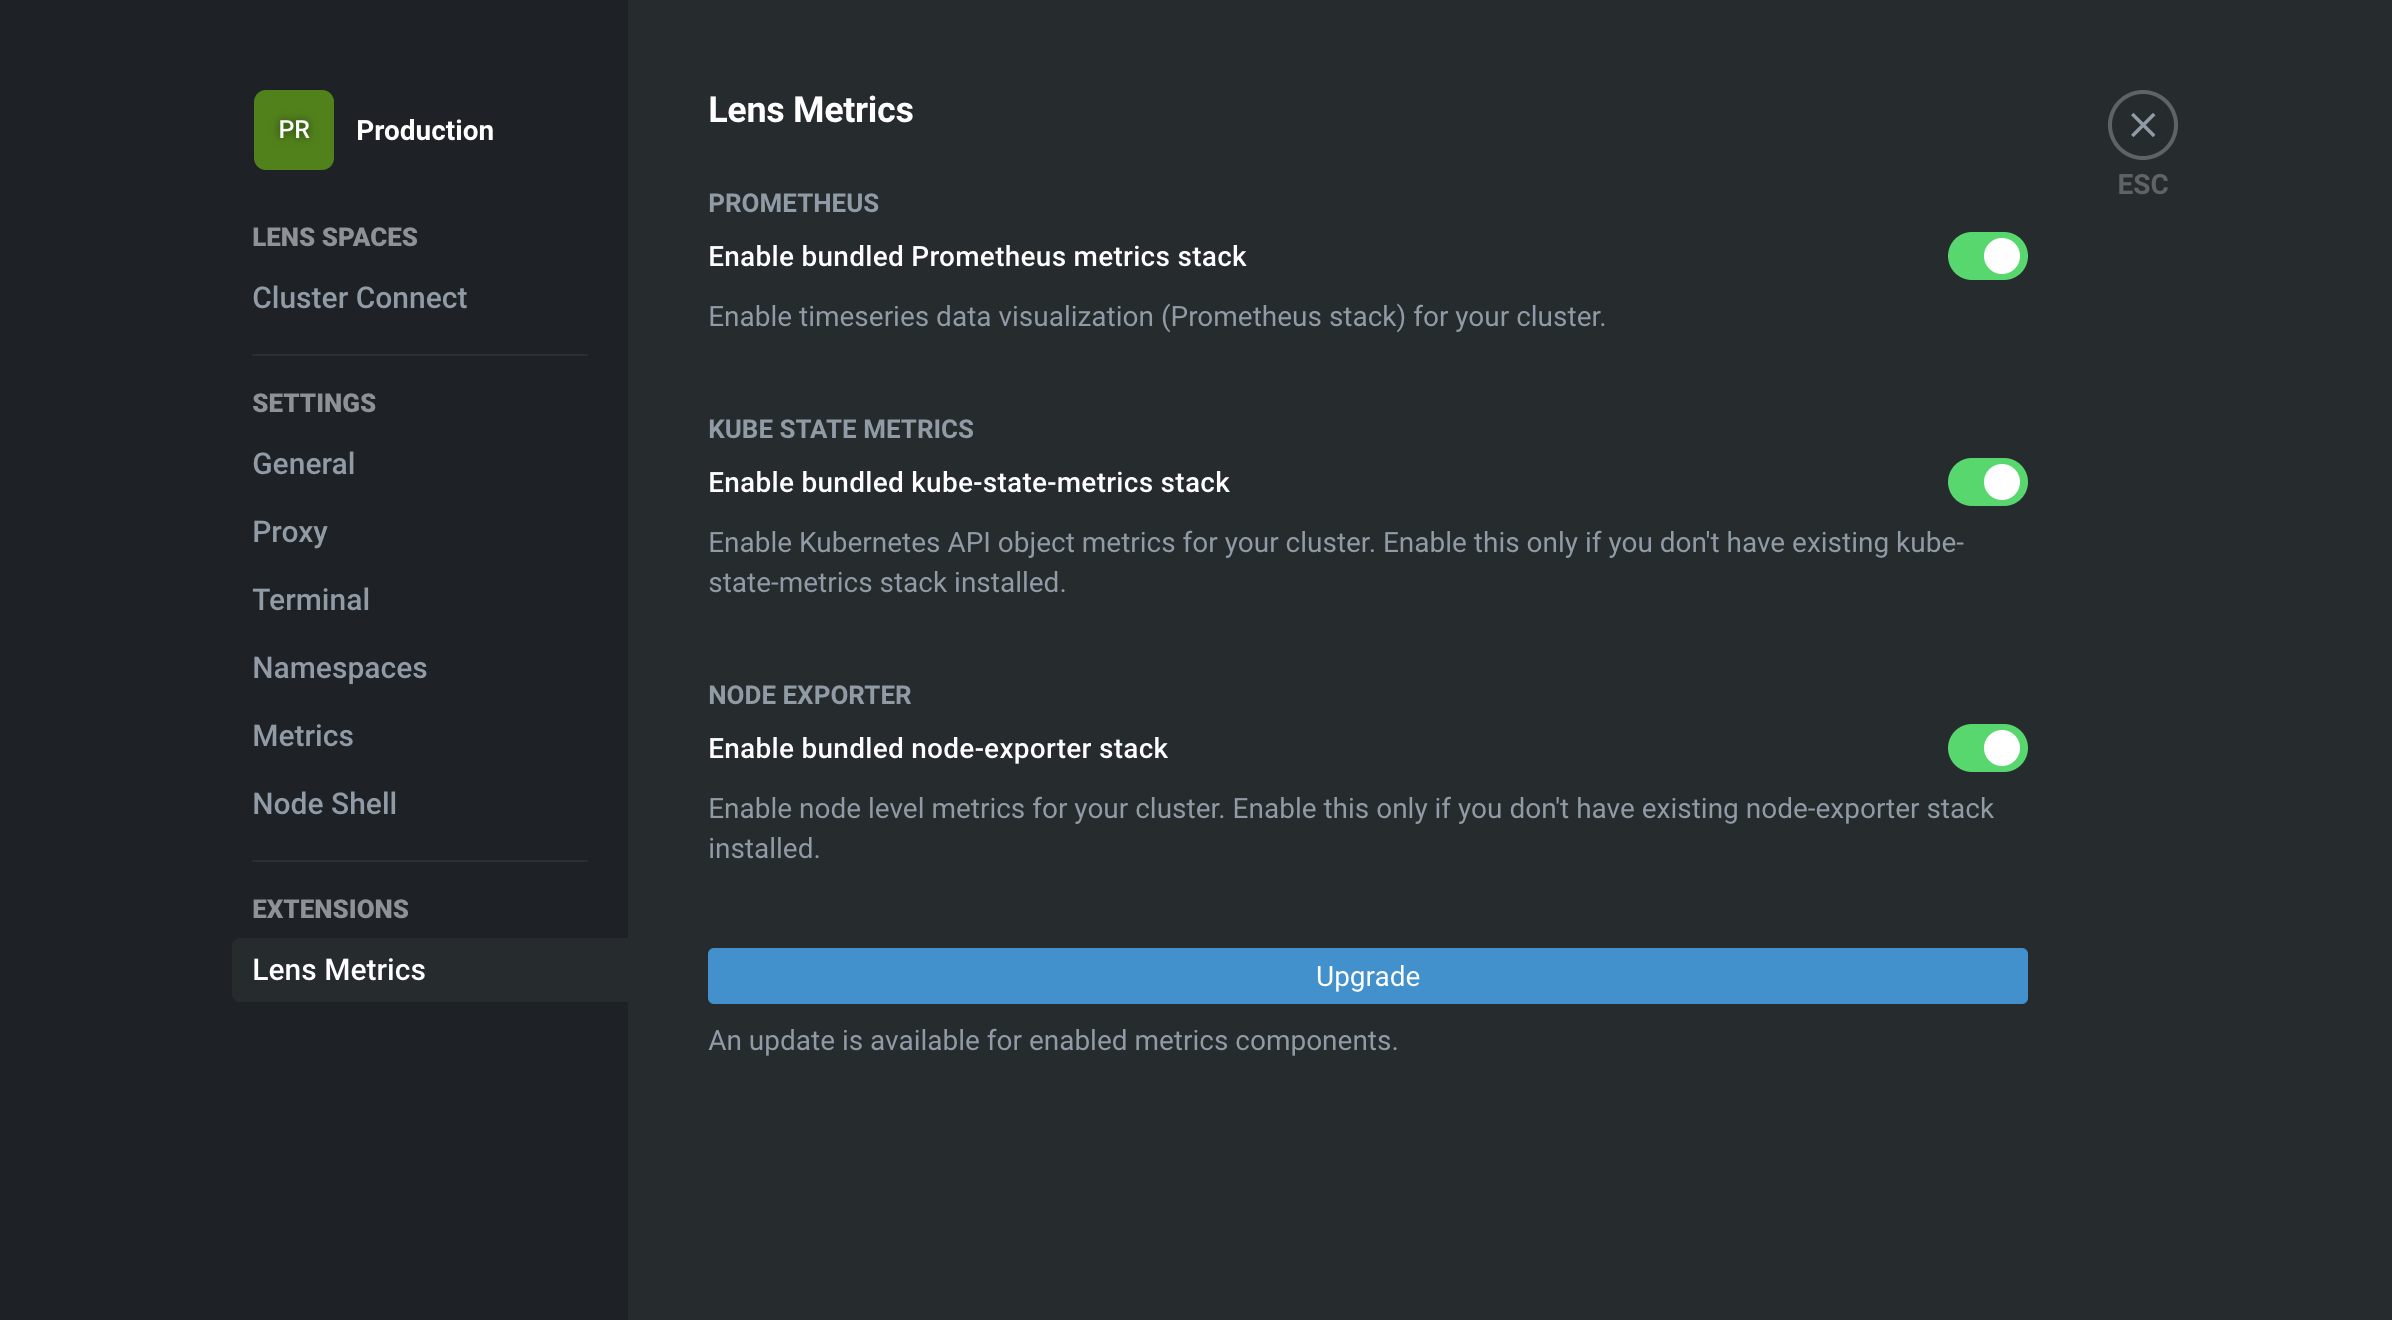 PR
Production
LENS SPACES
Cluster Connect
SETTINGS
General
Proxy
Terminal
Namespaces
Metrics
Node Shell
EXTENSIONS
Lens Metrics
Lens Metrics
ESC
PROMETHEUS
Enable bundled Prometheus metrics stack
Enable timeseries data visualization (Prometheus stack) for your cluster.
KUBE STATE METRICS
Enable bundled kube-state-metrics stack
Enable Kubernetes API object metrics for your cluster. Enable this only if you don't have existing kube-
state-metrics stack installed.
NODE EXPORTER
Enable bundled node-exporter stack
Enable node level metrics for your cluster. Enable this only if you don't have existing node-exporter stack
installed.
Upgrade
An update is available for enabled metrics components.